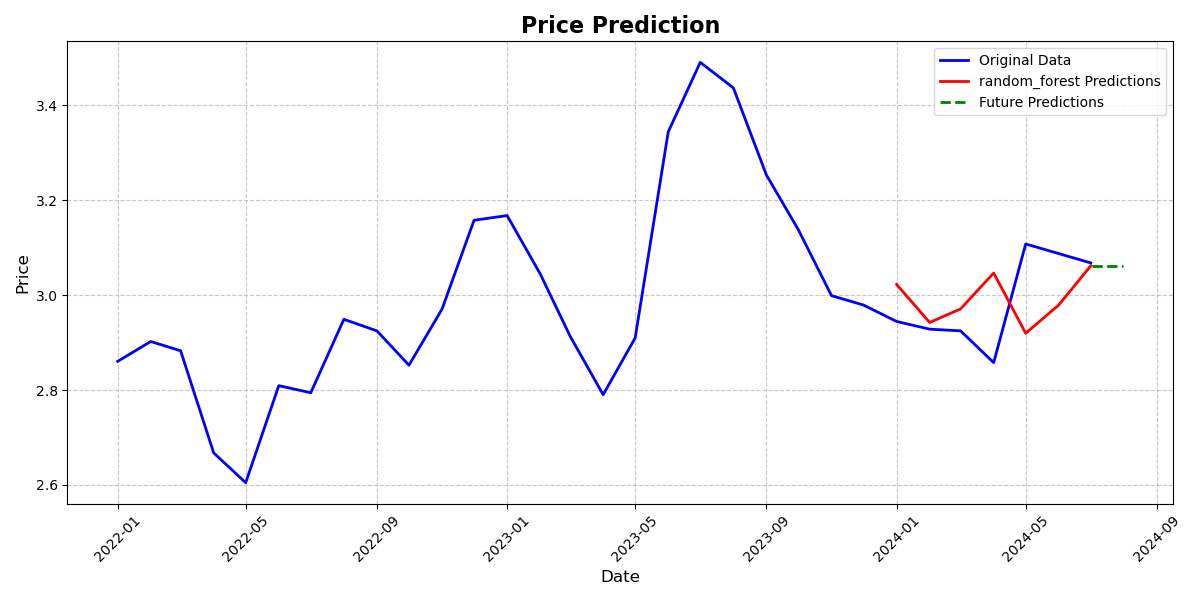 Price Prediction
Original Data
random_forest Predictions
Future Predictions
Price
3.4
3.2
3.0
2.8
2.6
2022-01
2022-05
2022-09
2023-01
2023-05
2023-09
2024-01
2024-05
2024-09
Date